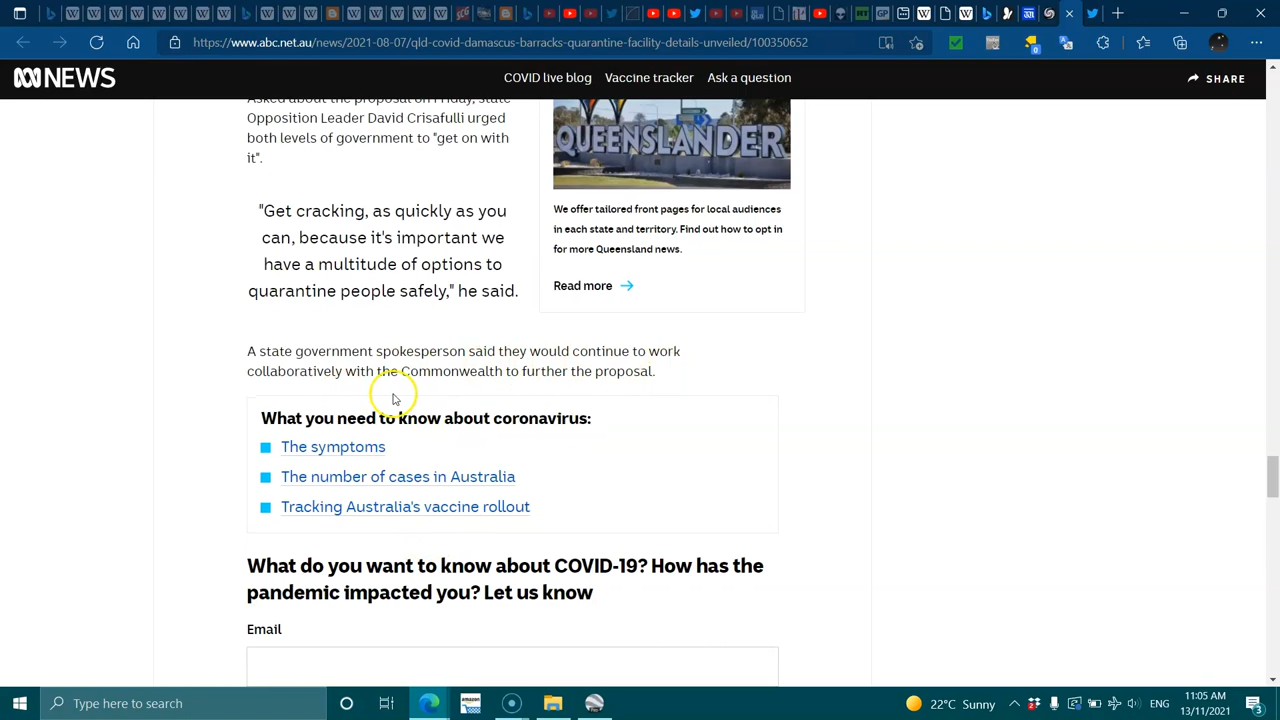 https://www.abc.net.au/news/2021-08-07/qld-covid-damascus-barracks-quarantine-facility-details-unveiled/100350652
NEWS
COVID live blog
Vaccine tracker
Ask a question
SHARE
Asked about the proposal on Friday, state
Opposition Leader David Crisafulli urged
both levels of government to "get on with
it".
"Get cracking, as quickly as you
can, because it's important we
have a multitude of options to
quarantine people safely," he said.
QUEENSLANDER
We offer tailored front pages for local audiences
in each state and territory. Find out how to opt in
for more Queensland news.
Read more
A state government spokesperson said they would continue to work
collaboratively with the Commonwealth to further the proposal.
What you need to know about coronavirus:
The symptoms
The number of cases in Australia
Tracking Australia's vaccine rollout
What do you want to know about COVID-19? How has the
pandemic impacted you? Let us know
Email
Type here to search
22°C Sunny
ENG
11:05 AM
13/11/2021
3